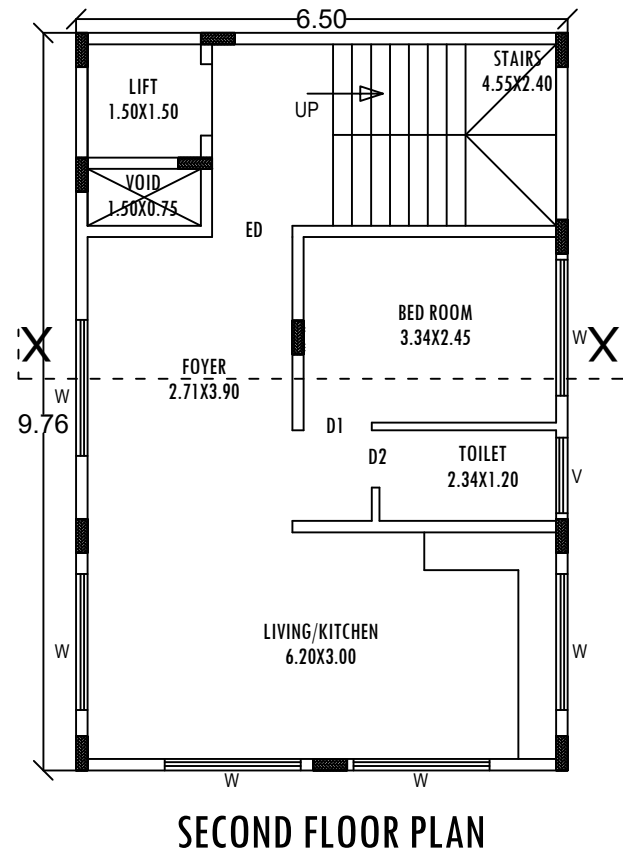 6.50
STAIRS
4.55X2.40
LIFT
1.50X1.50
UP
VOID
1.50X0.75
ED
BED ROOM
3.34X2.45
X
W
X
FOYER
2.71X3.90
W
9.76
D1
D2
TOILET
2.34X1.20
V
LIVING/KITCHEN
6.20X3.00
W
W
W
W
SECOND FLOOR PLAN